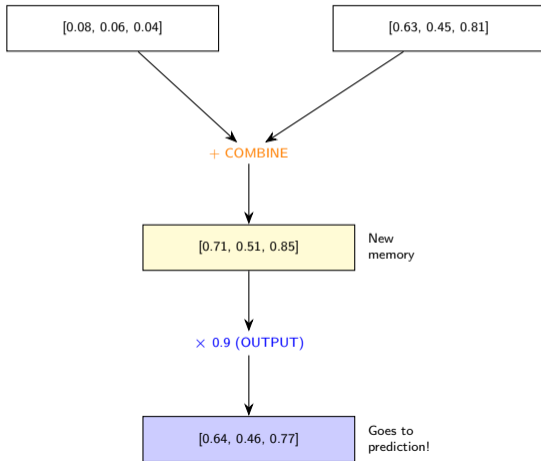 [0.08, 0.06, 0.04]
[0.63, 0.45, 0.81]
+ COMBINE
[0.71, 0.51, 0.85]
New
memory
× 0.9 (OUTPUT)
[0.64, 0.46, 0.77]
Goes to
prediction!